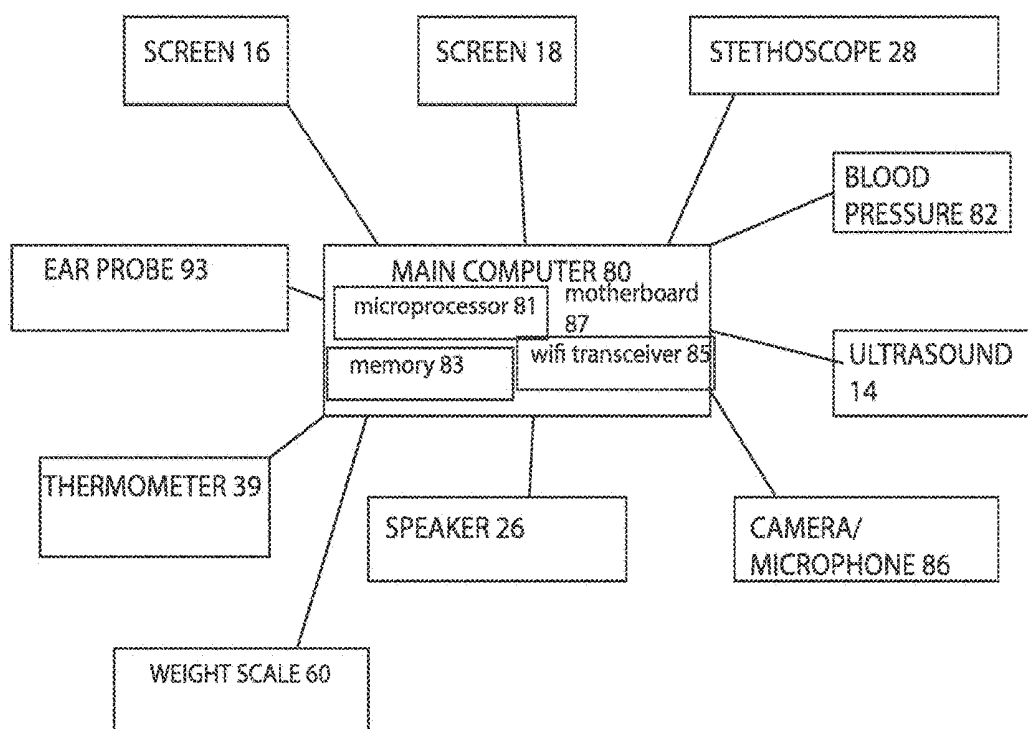 SCREEN 16
SCREEN 18
STETHOSCOPE 28
BLOOD
PRESSURE 82
EAR PROBE 93
MAIN COMPUTER 80
microprocessor 81
motherboard
87
memory 83
wifi transceiver 85
ULTRASOUND
14
THERMOMETER 39
SPEAKER 26
CAMERA/
MICROPHONE 86
WEIGHT SCALE 60